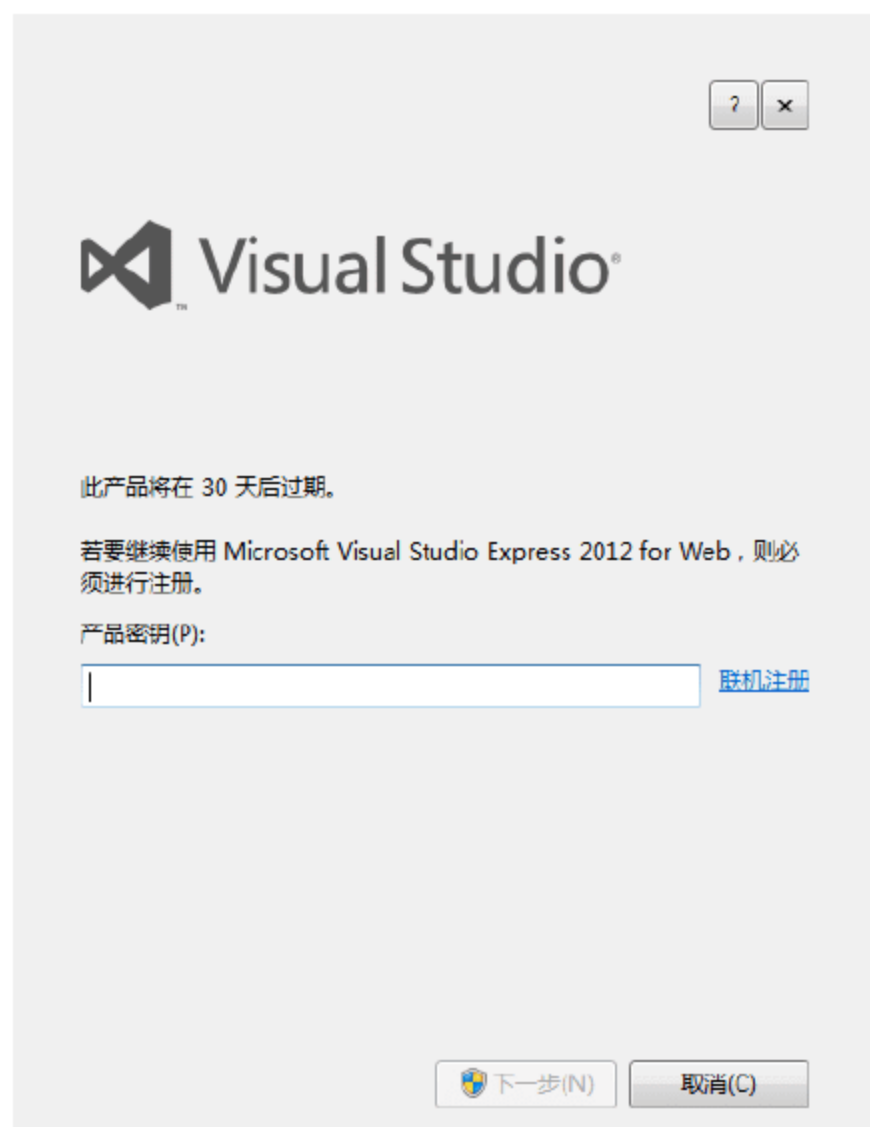 ?
Visual Studio®
™
此产品将在 30 天后过期。
若要继续使用 Microsoft Visual Studio Express 2012 for Web，则必
须进行注册。
产品密钥(P):
联机注册
下一步(N)
取消(C)